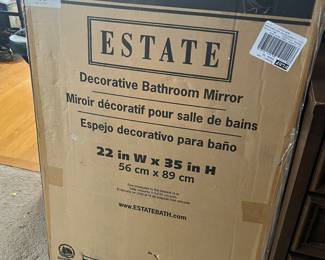 ESTATE
Decorative Bathroom Mirror
Miroir décoratif pour salle de bains
Espejo decorativo para baño
22 in W x 35 in H
56 cm x 89 cm
www.ESTATEBATH.com